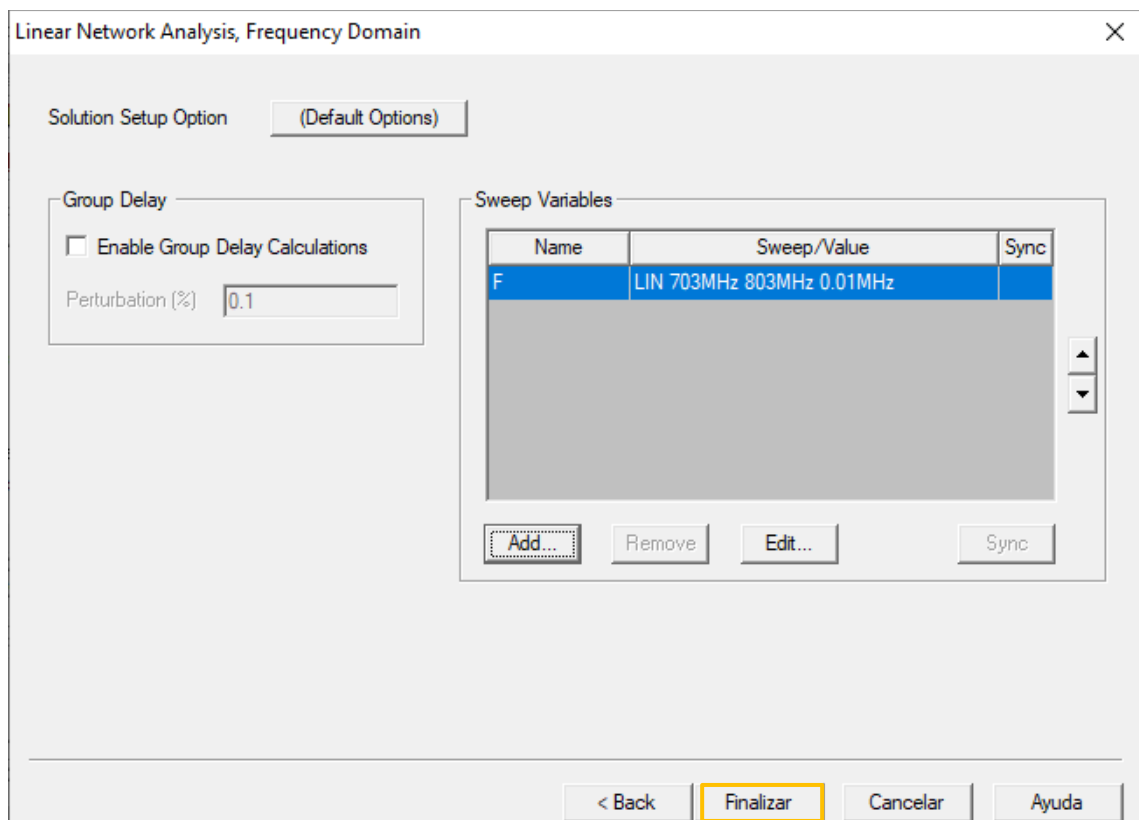 Linear Network Analysis, Frequency Domain
Solution Setup Option (Default Options)
Group Delay
Enable Group Delay Calculations
Perturbation (%) 0.1
Sweep Variables
Name Sweep/Value Sync
F LIN 703MHz 803MHz 0.01MHz
Add... Remove Edit... Sync
< Back Finalizar Cancelar Ayuda